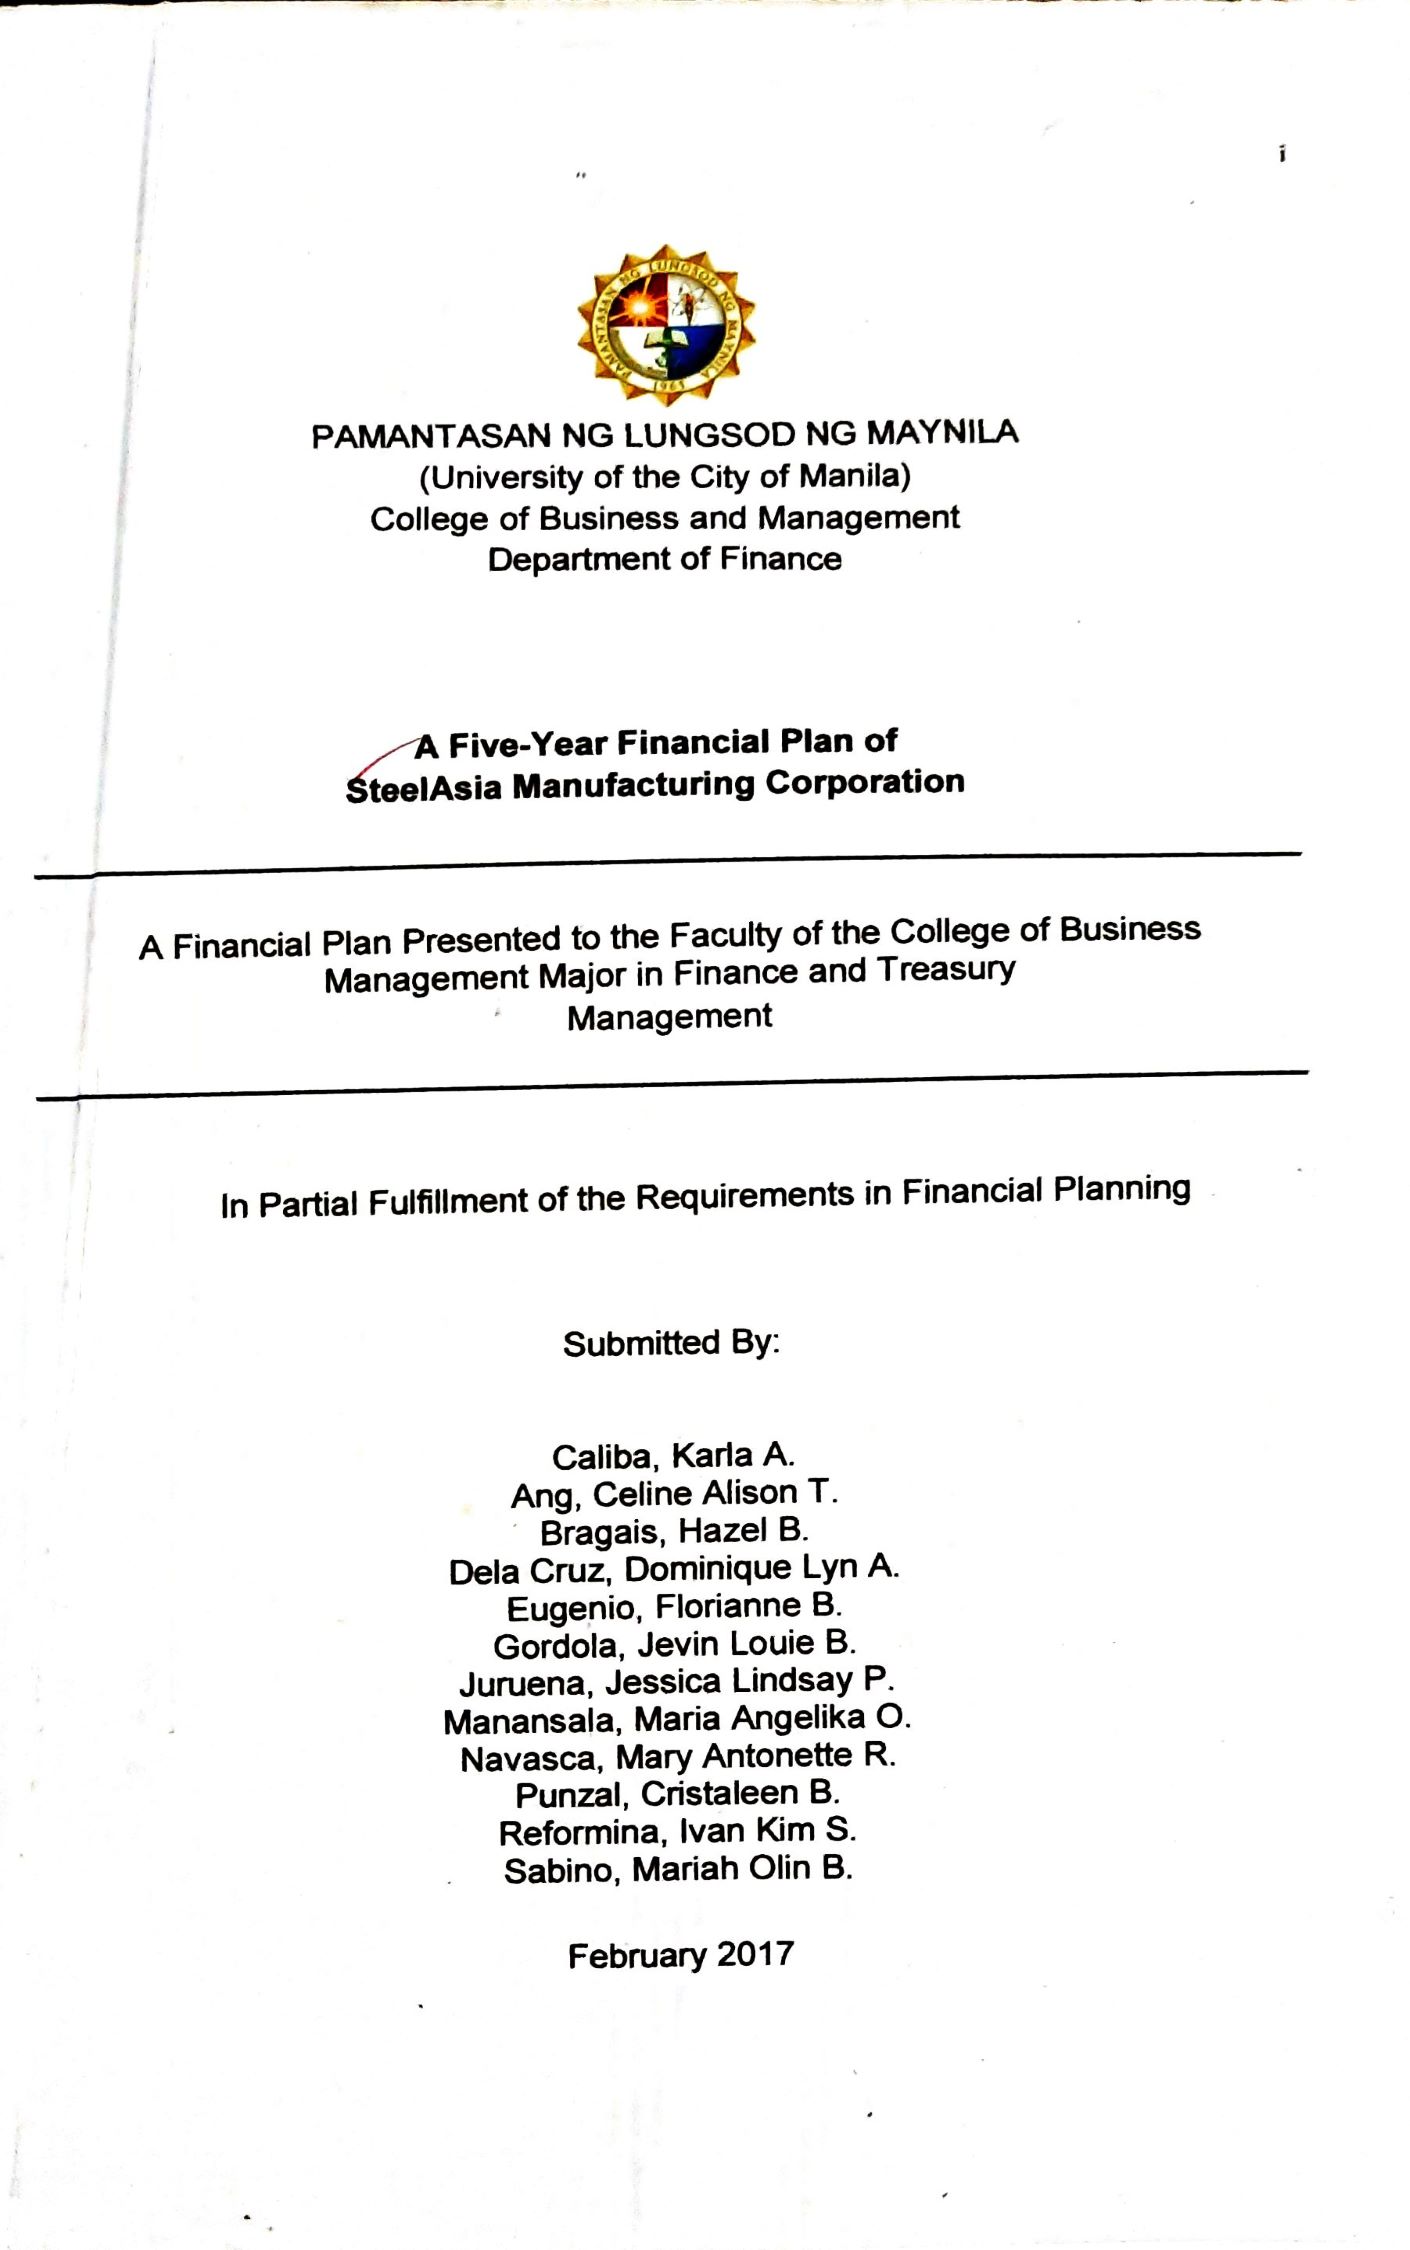 i
PAMANTASAN NG LUNGSOD NG MAYNILA
1965
PAMANTASAN NG LUNGSOD NG MAYNILA
(University of the City of Manila)
College of Business and Management
Department of Finance
A Five-Year Financial Plan of
SteelAsia Manufacturing Corporation
A Financial Plan Presented to the Faculty of the College of Business
Management Major in Finance and Treasury
Management
In Partial Fulfillment of the Requirements in Financial Planning
Submitted By:
Caliba, Karla A.
Ang, Celine Alison T.
Bragais, Hazel B.
Dela Cruz, Dominique Lyn A.
Eugenio, Florianne B.
Gordola, Jevin Louie B.
Juruena, Jessica Lindsay P.
Manansala, Maria Angelika O.
Navasca, Mary Antonette R.
Punzal, Cristaleen B.
Reformina, Ivan Kim S.
Sabino, Mariah Olin B.
February 2017